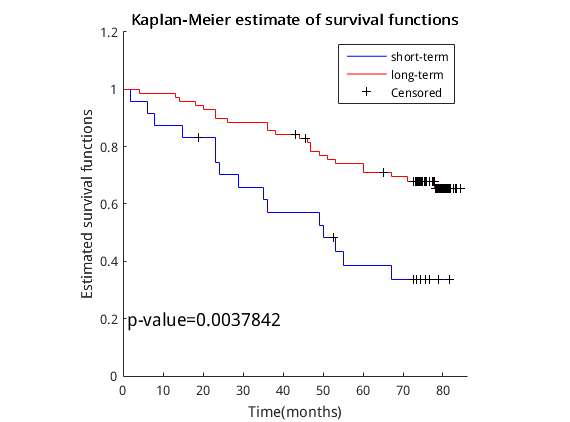 Kaplan-Meier estimate of survival functions
1.2
1
0.8
0.6
0.4
0.2
0
Estimated survival functions
short-term
long-term
Censored
p-value=0.0037842
0 10 20 30 40 50 60 70 80
Time(months)